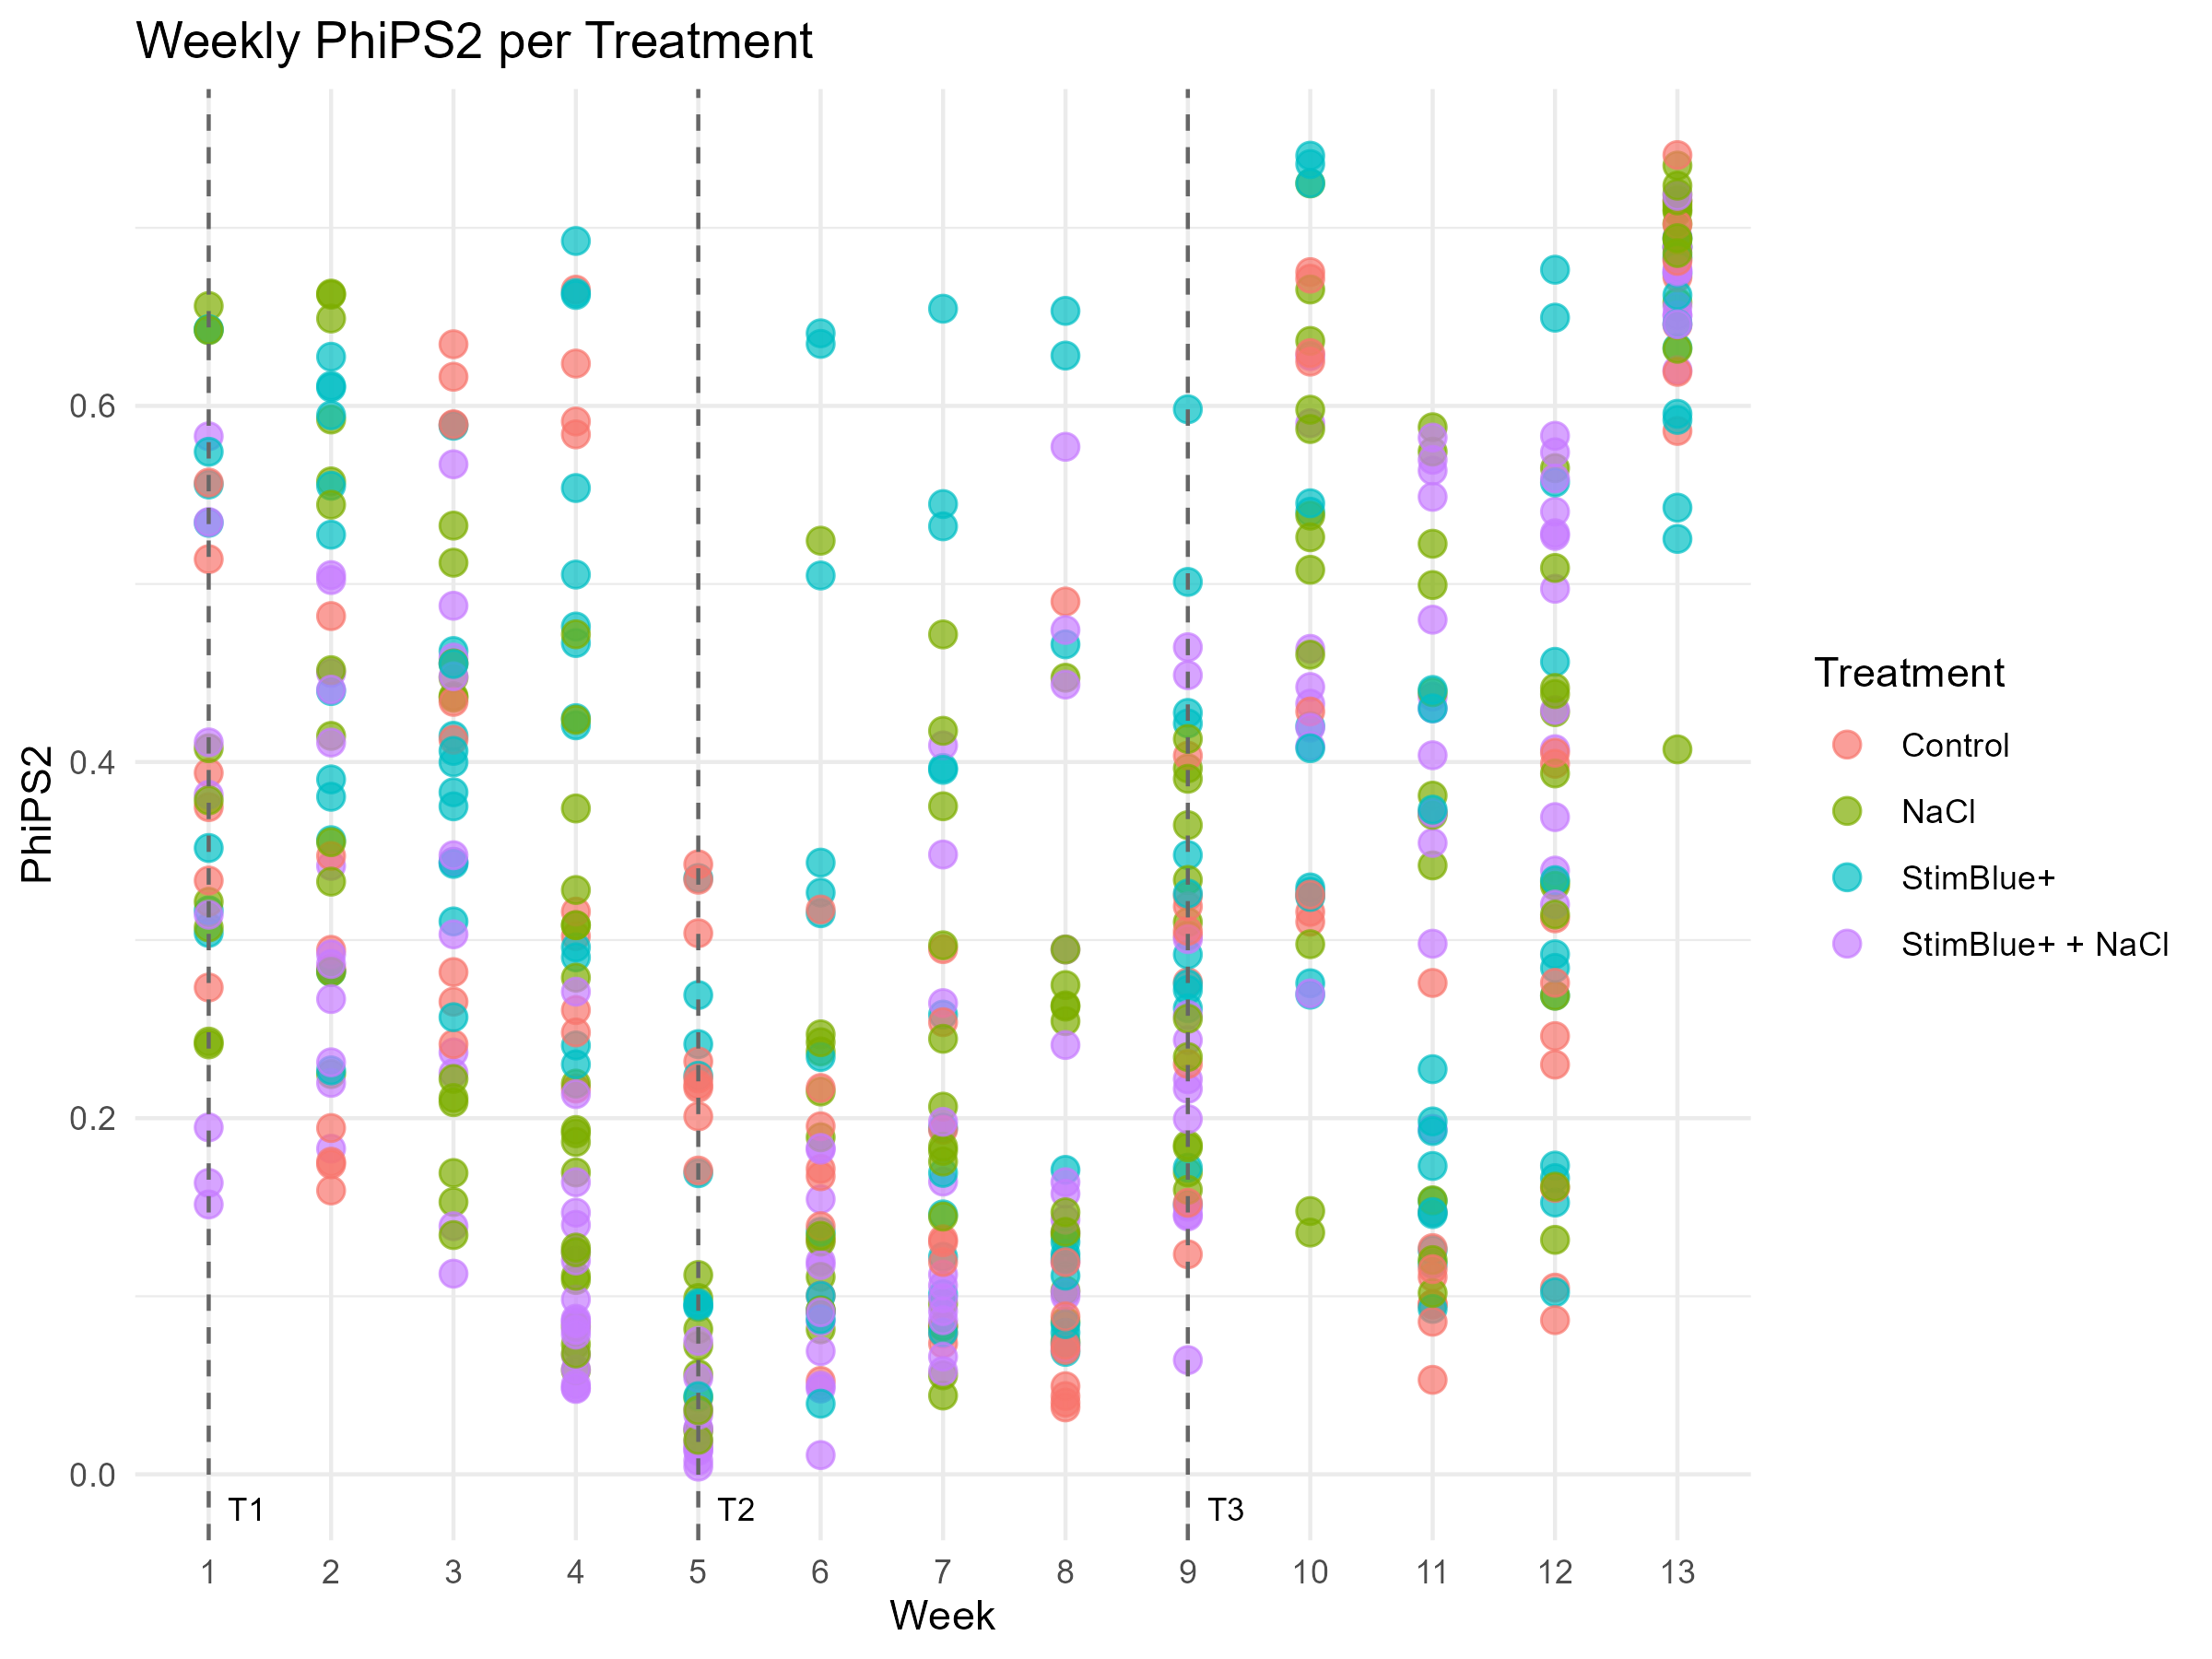 Weekly PhiPS2 per Treatment
PhiPS2
0.6
0.4
0.2
0.0
T1
T2
T3
1 2 3 4 5 6 7 8 9 10 11 12 13
Week
Treatment
Control
NaCl
StimBlue+
StimBlue+ + NaCl